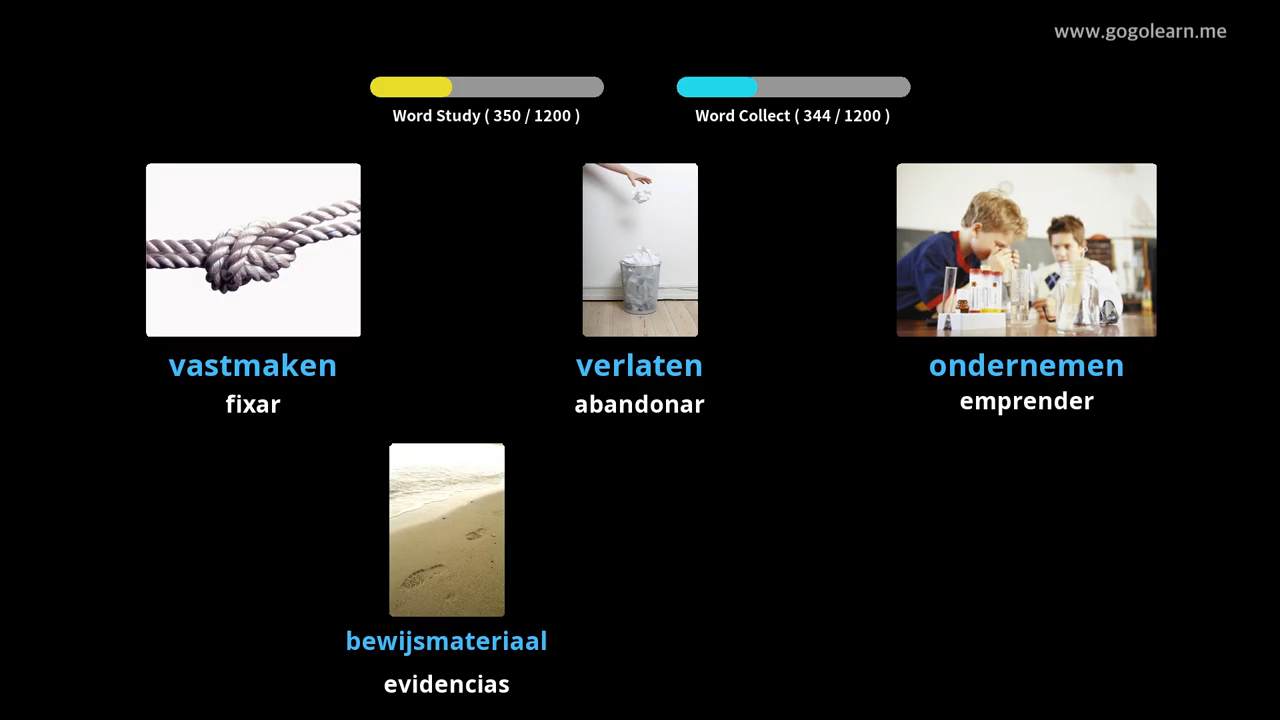 www.gogolearn.me
Word Study ( 350 / 1200 )
Word Collect ( 344 / 1200 )
vastmaken
fixar
verlaten
abandonar
ondernemen
emprender
bewijsmateriaal
evidencias